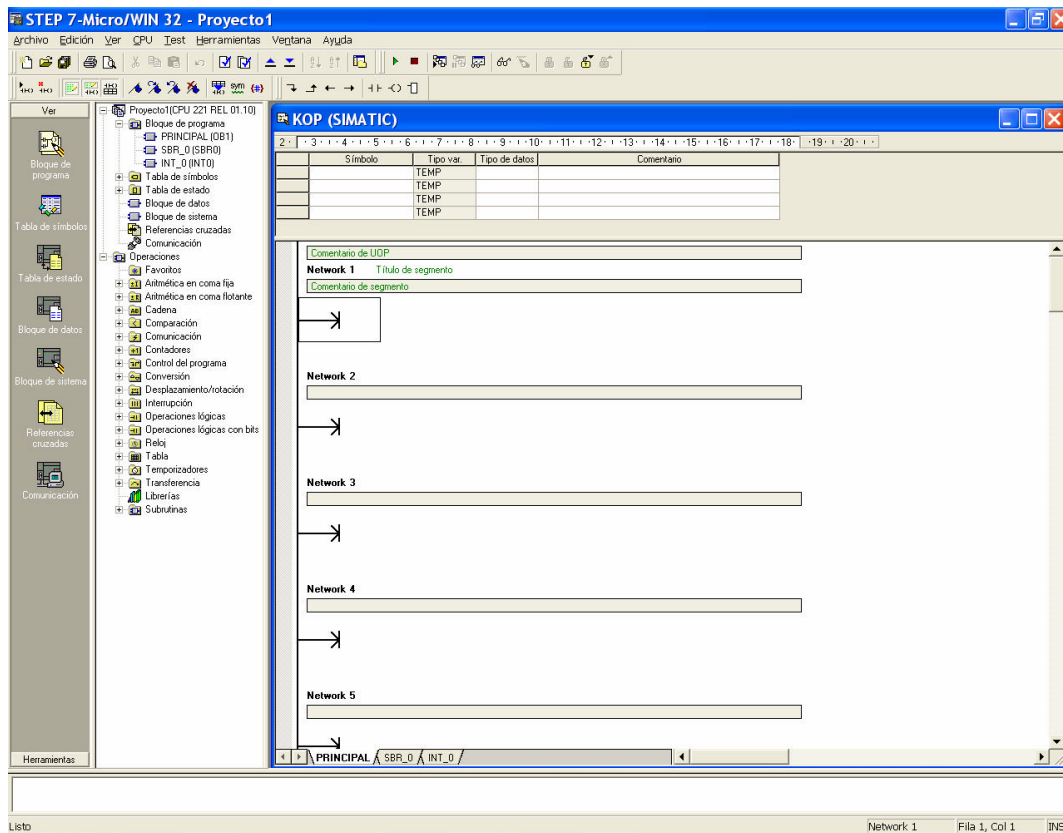 STEP 7-Micro/WIN 32 - Proyecto1
Archivo Edición Ver CPU Test Herramientas Ventana Ayuda
sym
Ver
Bloque de programa
Tabla de símbolos
Tabla de estado
Bloque de datos
Bloque de sistema
Referencias cruzadas
Comunicación
Herramientas
Proyecto1(CPU 221 REL 01.10)
Bloque de programa
PRINCIPAL (OB1)
SBR_0 (SBR0)
INT_0 (INT0)
Tabla de símbolos
Tabla de estado
Bloque de datos
Bloque de sistema
Referencias cruzadas
Comunicación
Operaciones
Favoritos
Aritmética en coma fija
Aritmética en coma flotante
Cadena
Comparación
Comunicación
Contadores
Control del programa
Conversión
Desplazamiento/rotación
Interrupción
Operaciones lógicas
Operaciones lógicas con bits
Reloj
Tabla
Temporizadores
Transferencia
Librerías
Subrutinas
KOP (SIMATIC)
2 · 3 · 4 · 5 · 6 · 7 · 8 · 9 · 10 · 11 · 12 · 13 · 14 · 15 · 16 · 17 · 18 · 19 · 20
Símbolo Tipo var. Tipo de datos Comentario
TEMP
TEMP
TEMP
TEMP
Comentario de UOP
Network 1 Título de segmento
Comentario de segmento
Network 2
Network 3
Network 4
Network 5
PRINCIPAL SBR_0 INT_0
Listo Network 1 Fila 1, Col 1 INS